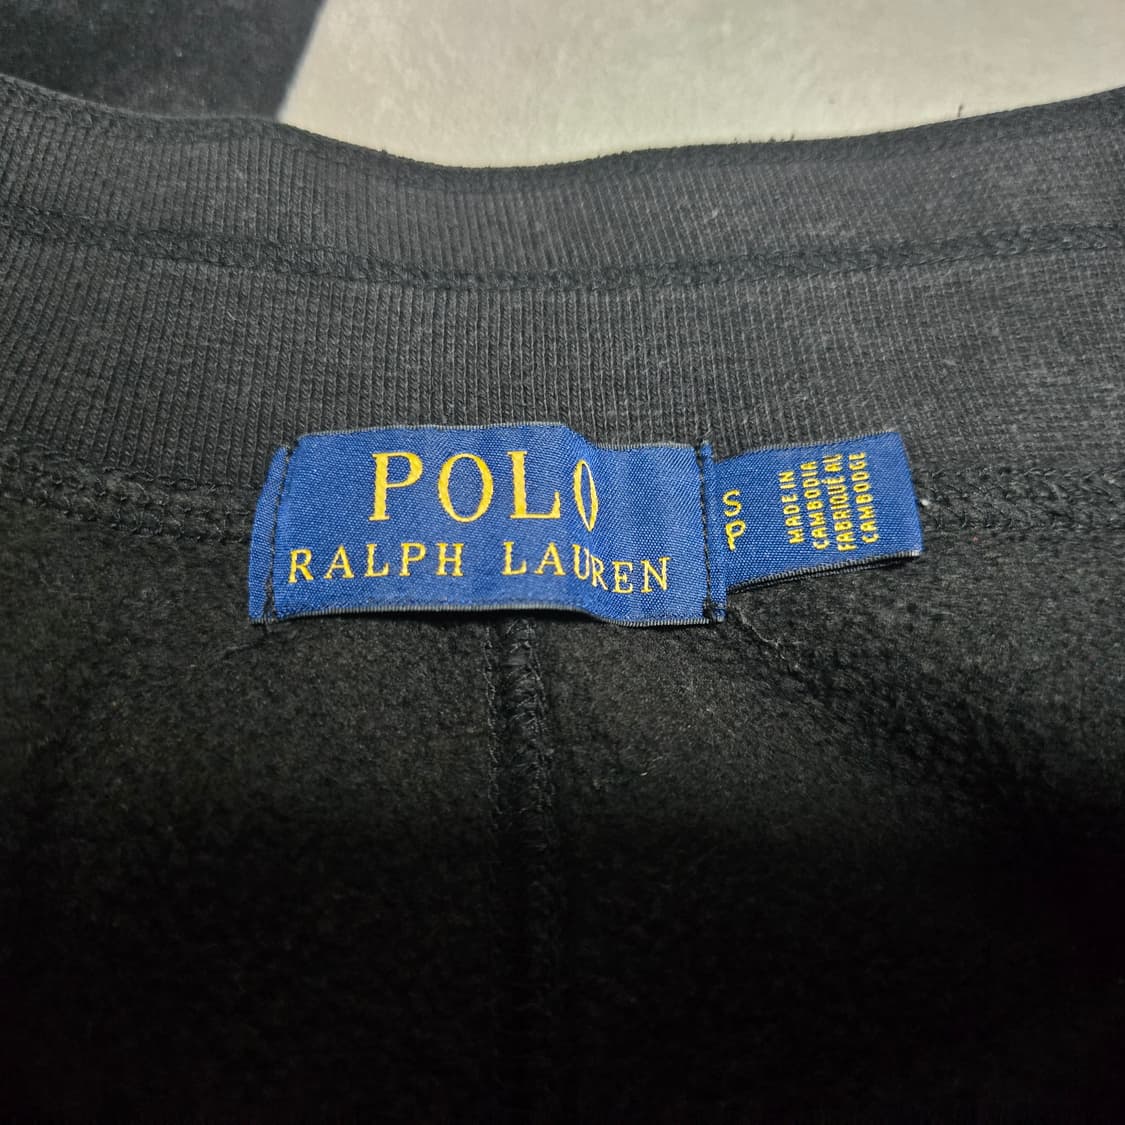 POLO
RALPH LAUREN
S
P
MADE IN
CAMBODIA
FABRIQUÉ AU
CAMBODGE